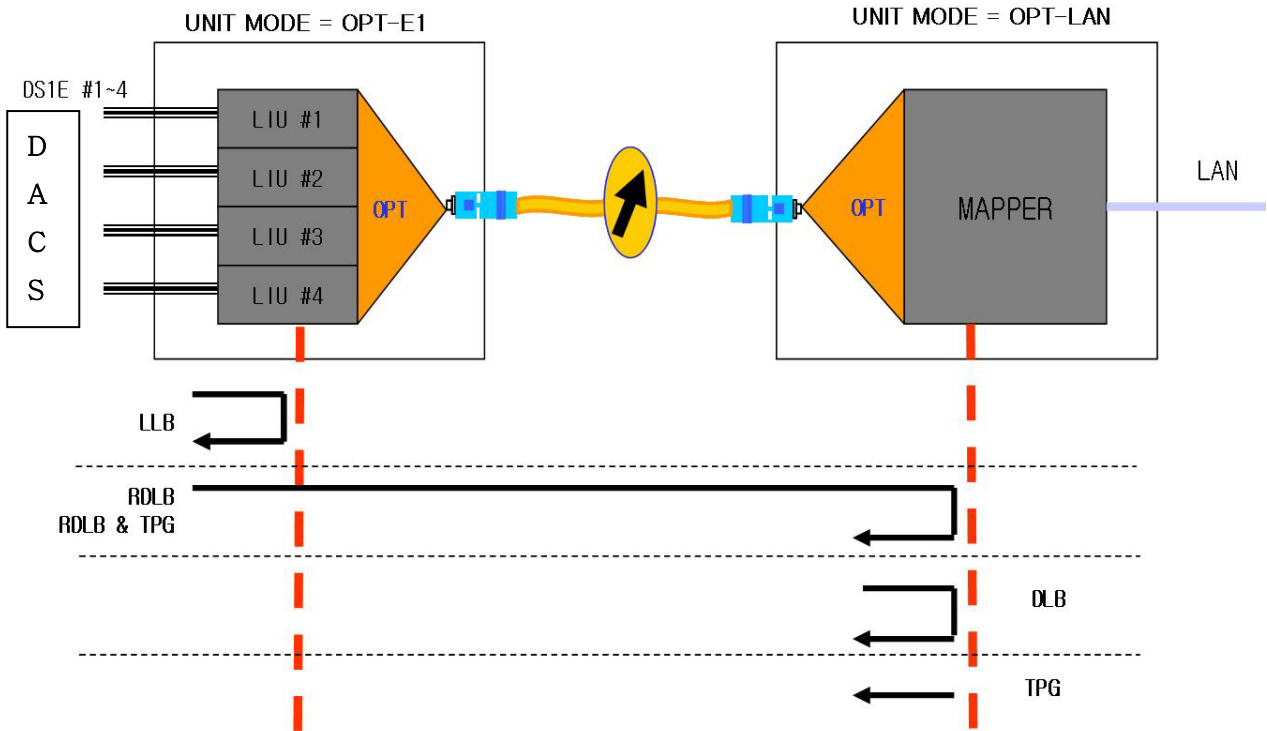 UNIT MODE = OPT-E1
UNIT MODE = OPT-LAN
DS1E #1~4
D
A
C
S
LIU #1
LIU #2
LIU #3
LIU #4
OPT
OPT
MAPPER
LAN
LLB
RDLB
RDLB & TPG
DLB
TPG